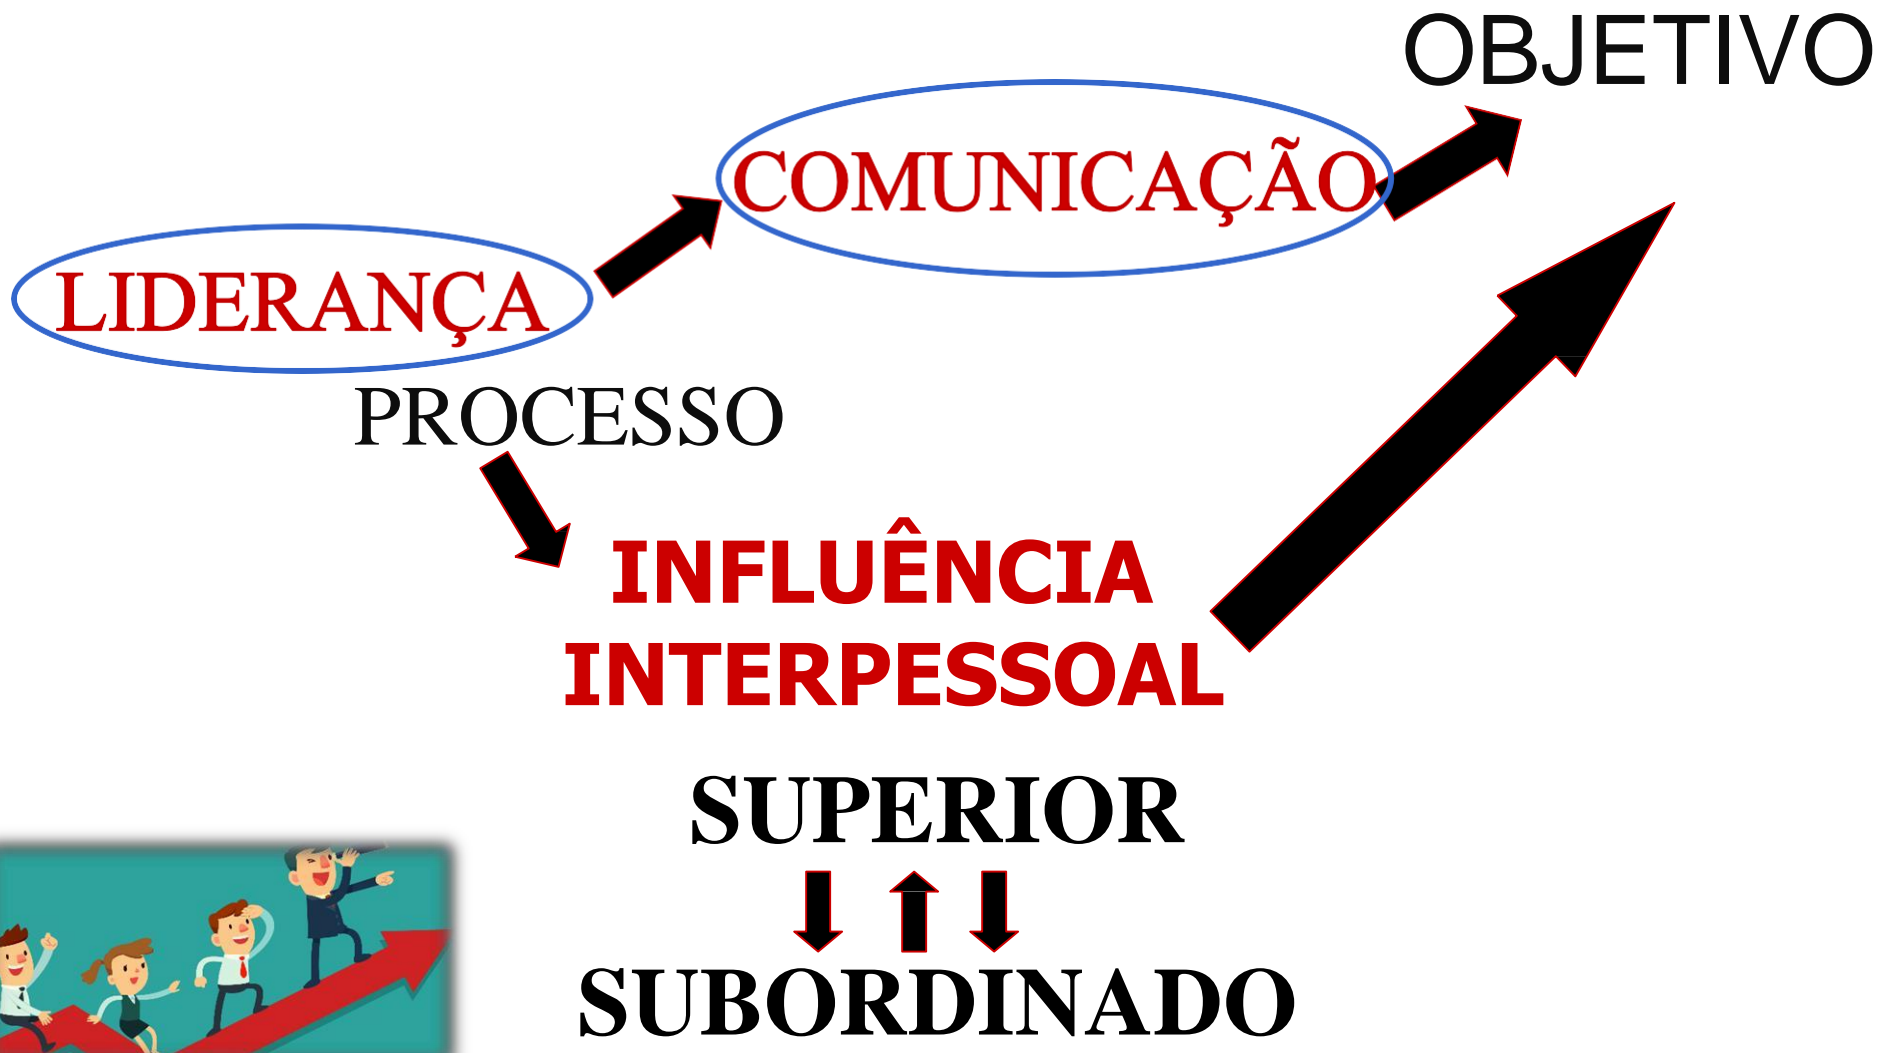 OBJETIVO
COMUNICAÇÃO
LIDERANÇA
PROCESSO
INFLUÊNCIA
INTERPESSOAL
SUPERIOR
SUBORDINADO